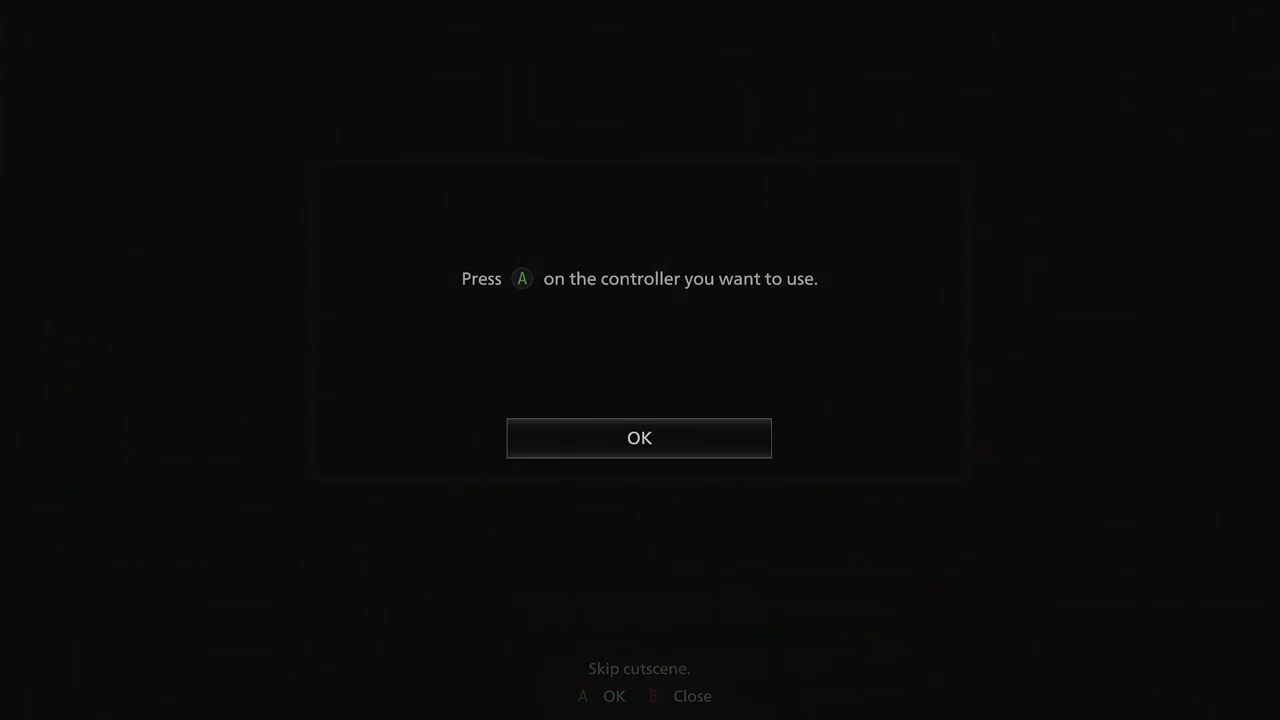 Press A on the controller you want to use.
OK
Skip cutscene.
A OK B Close